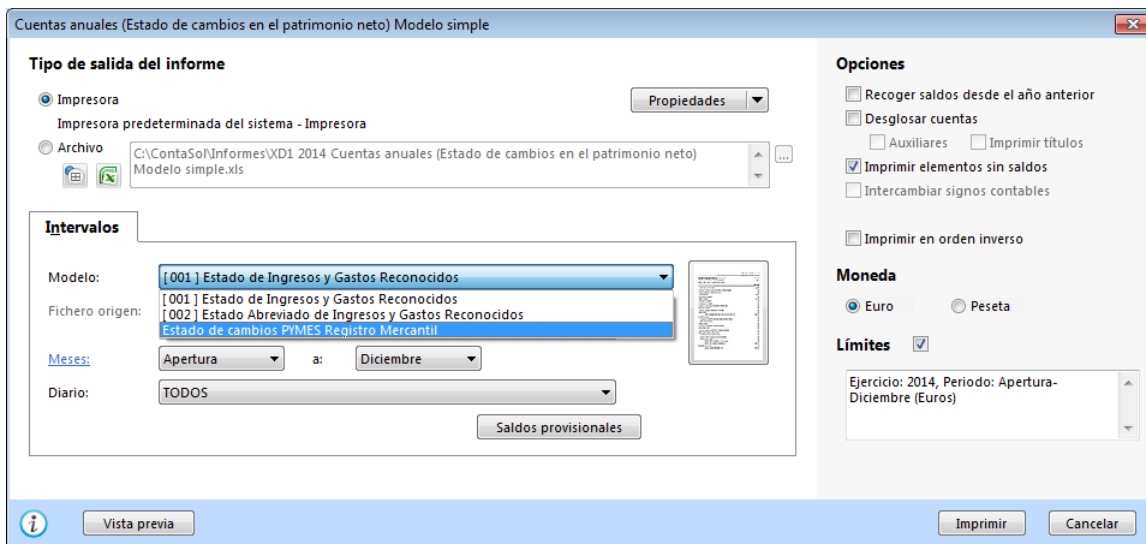 Cuentas anuales (Estado de cambios en el patrimonio neto) Modelo simple
Tipo de salida del informe
Impresora
Propiedades
Impresora predeterminada del sistema - Impresora
Archivo
C:\ContaSol\Informes\XD1 2014 Cuentas anuales (Estado de cambios en el patrimonio neto)
Modelo simple.xls
...
Intervalos
Modelo:
[ 001 ] Estado de Ingresos y Gastos Reconocidos
[ 001 ] Estado de Ingresos y Gastos Reconocidos
[ 002 ] Estado Abreviado de Ingresos y Gastos Reconocidos
Estado de cambios PYMES Registro Mercantil
Fichero origen:
Meses:
Apertura
a:
Diciembre
Diario:
TODOS
Saldos provisionales
Opciones
Recoger saldos desde el año anterior
Desglosar cuentas
Auxiliares
Imprimir títulos
Imprimir elementos sin saldos
Intercambiar signos contables
Imprimir en orden inverso
Moneda
Euro
Peseta
Límites
Ejercicio: 2014, Periodo: Apertura-
Diciembre (Euros)
i
Vista previa
Imprimir
Cancelar